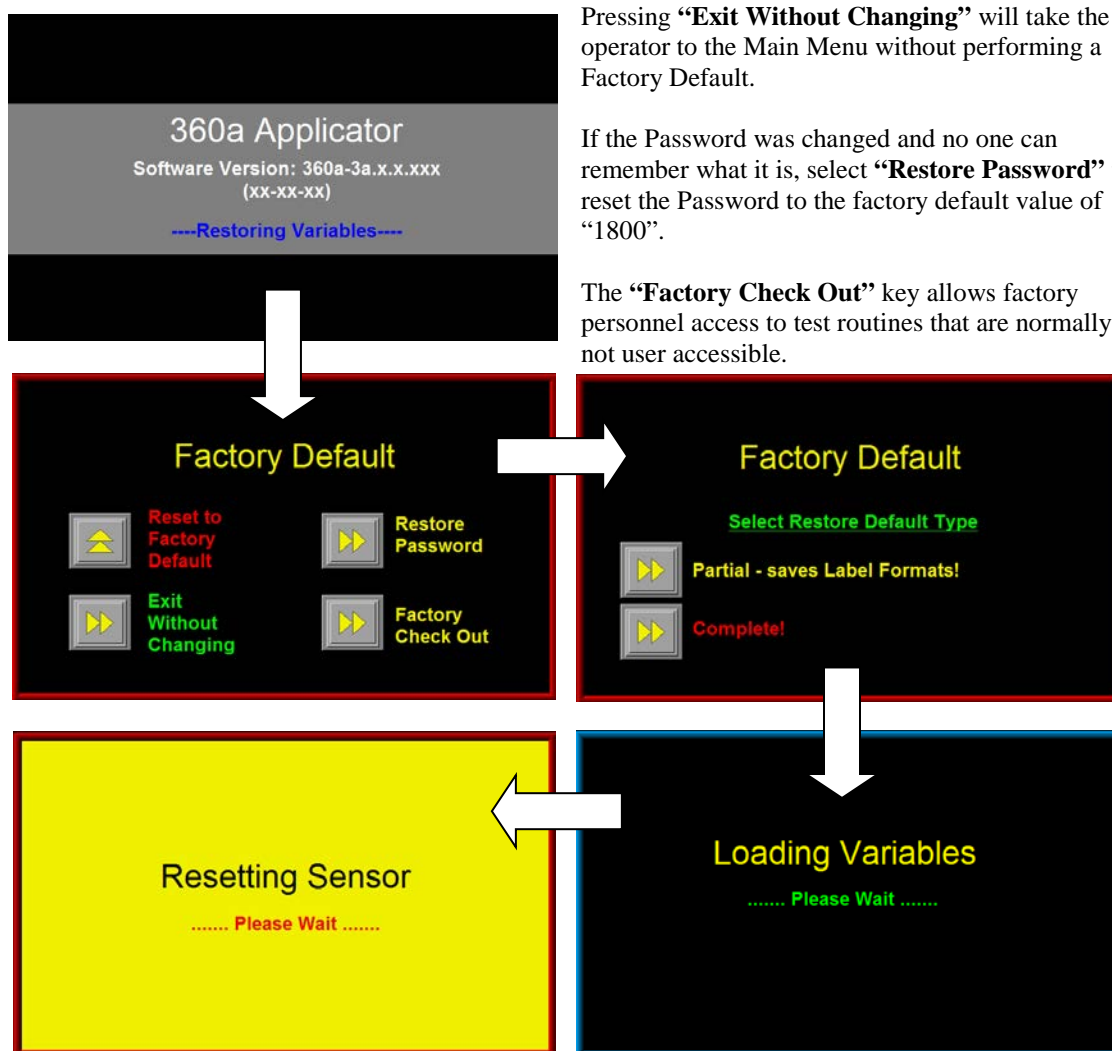 Pressing “Exit Without Changing” will take the
operator to the Main Menu without performing a
Factory Default.
If the Password was changed and no one can
remember what it is, select “Restore Password”
reset the Password to the factory default value of
“1800”.
The “Factory Check Out” key allows factory
personnel access to test routines that are normally
not user accessible.
360a Applicator
Software Version: 360a-3a.x.x.xxx
(xx-xx-xx)
----Restoring Variables----
Factory Default
Reset to
Factory
Default
Restore
Password
Exit
Without
Changing
Factory
Check Out
Factory Default
Select Restore Default Type
Partial - saves Label Formats!
Complete!
Loading Variables
....... Please Wait .......
Resetting Sensor
....... Please Wait .......